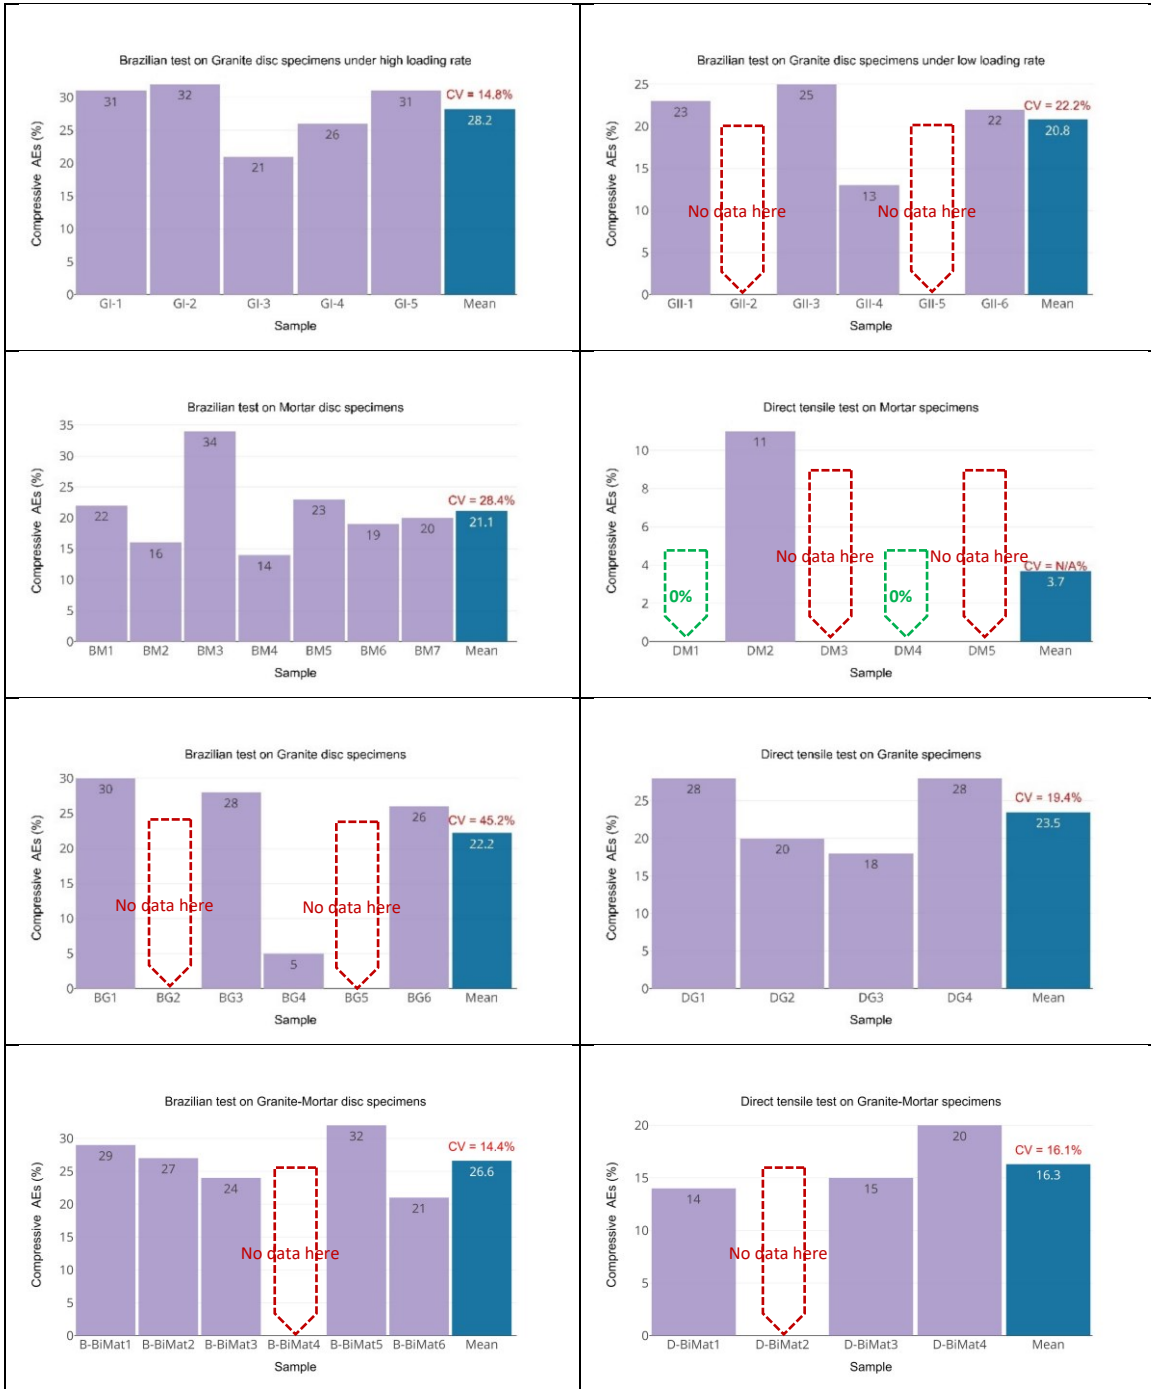 Brazilian test on Granite disc specimens under high loading rate
Compressive AEs (%)
30
25
20
15
10
5
0
31
32
21
26
31
CV = 14.8%
28.2
GI-1 GI-2 GI-3 GI-4 GI-5 Mean
Sample
Brazilian test on Granite disc specimens under low loading rate
Compressive AEs (%)
25
20
15
10
5
0
23
No data here
25
13
No data here
22
CV = 22.2%
20.8
GII-1 GII-2 GII-3 GII-4 GII-5 GII-6 Mean
Sample
Brazilian test on Mortar disc specimens
Compressive AEs (%)
35
30
25
20
15
10
5
0
22
16
34
14
23
19
20
CV = 28.4%
21.1
BM1 BM2 BM3 BM4 BM5 BM6 BM7 Mean
Sample
Direct tensile test on Mortar specimens
Compressive AEs (%)
10
8
6
4
2
0
0%
11
No data here
0%
No data here
CV = N/A%
3.7
DM1 DM2 DM3 DM4 DM5 Mean
Sample
Brazilian test on Granite disc specimens
Compressive AEs (%)
30
25
20
15
10
5
0
30
No data here
28
5
No data here
26
CV = 45.2%
22.2
BG1 BG2 BG3 BG4 BG5 BG6 Mean
Sample
Direct tensile test on Granite specimens
Compressive AEs (%)
25
20
15
10
5
0
28
20
18
28
CV = 19.4%
23.5
DG1 DG2 DG3 DG4 Mean
Sample
Brazilian test on Granite-Mortar disc specimens
Compressive AEs (%)
30
25
20
15
10
5
0
29
27
24
No data here
32
21
CV = 14.4%
26.6
B-BiMat1 B-BiMat2 B-BiMat3 B-BiMat4 B-BiMat5 B-BiMat6 Mean
Sample
Direct tensile test on Granite-Mortar specimens
Compressive AEs (%)
20
15
10
5
0
14
No data here
15
20
CV = 16.1%
16.3
D-BiMat1 D-BiMat2 D-BiMat3 D-BiMat4 Mean
Sample